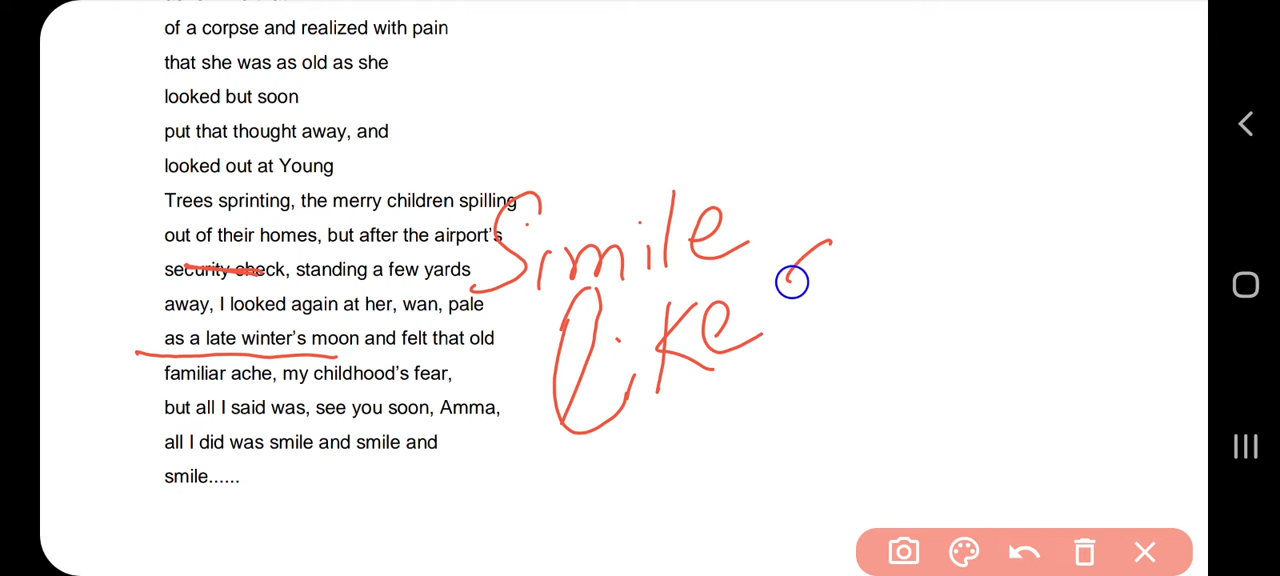 of a corpse and realized with pain
that she was as old as she
looked but soon
put that thought away, and
looked out at Young
Trees sprinting, the merry children spilling
out of their homes, but after the airport's
security check, standing a few yards
away, I looked again at her, wan, pale
as a late winter's moon and felt that old
familiar ache, my childhood's fear,
but all I said was, see you soon, Amma,
all I did was smile and smile and
smile......
Simile
Like